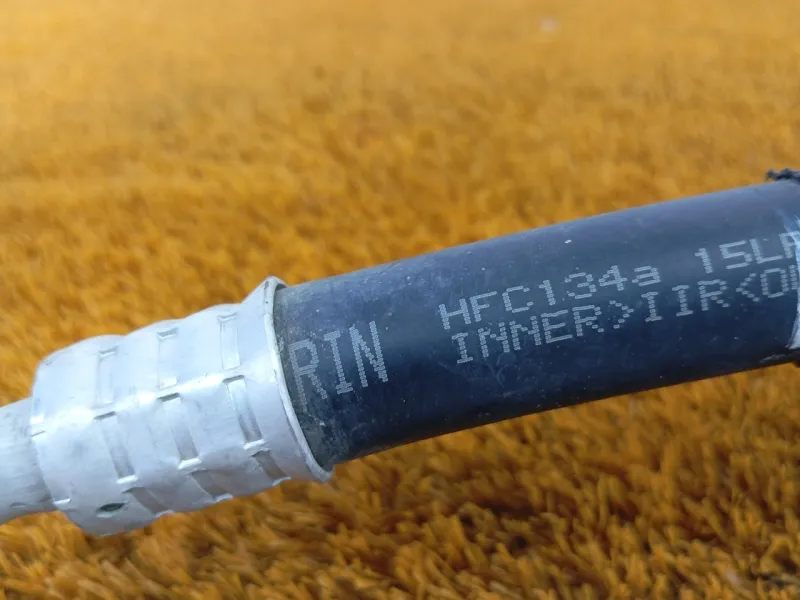 RIN
HFC134a 15L
INNER>IIR<